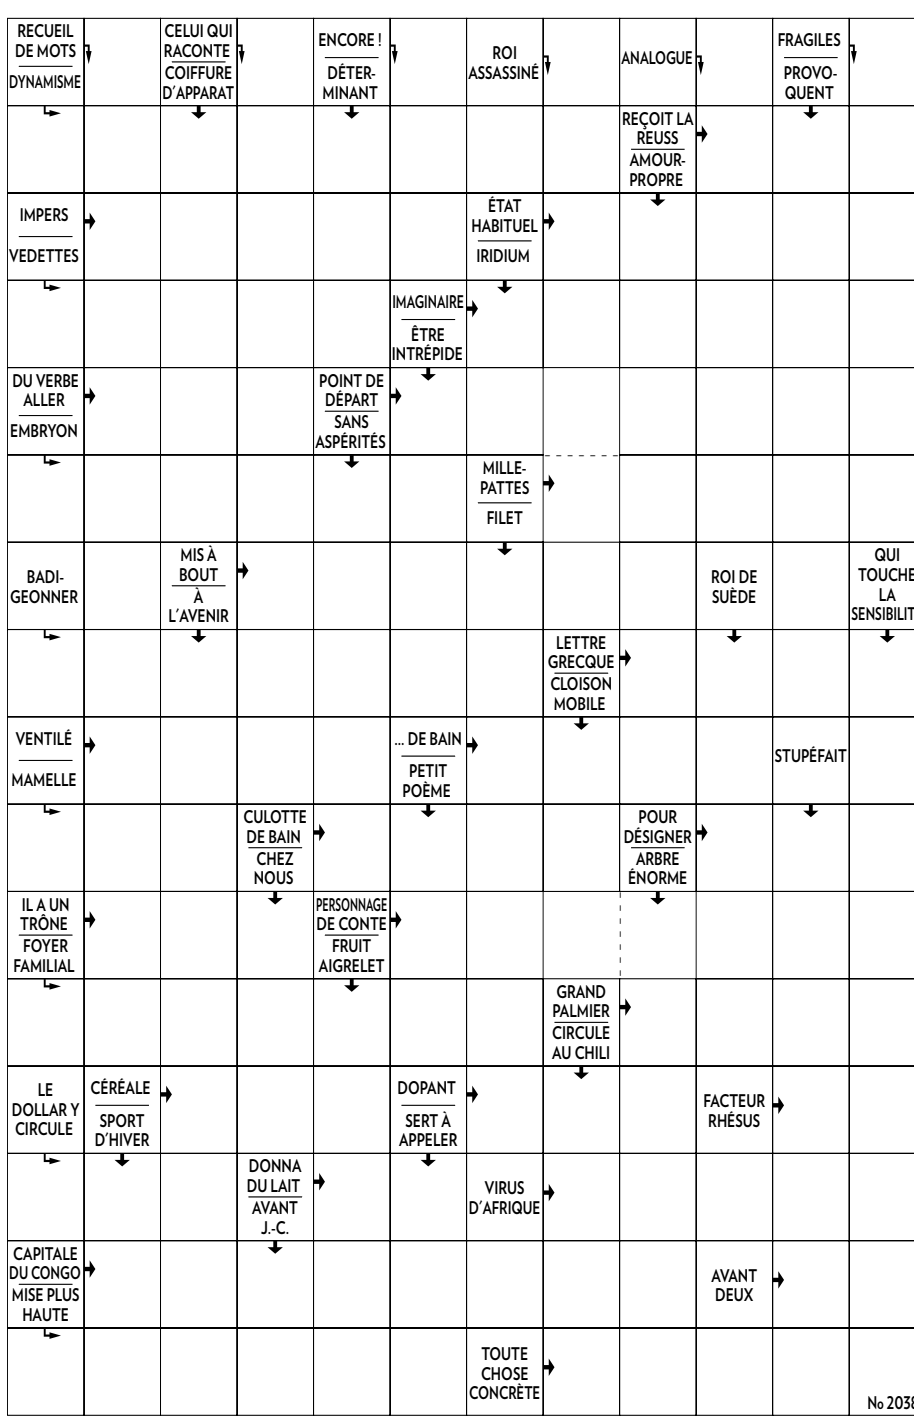 RECUEIL
DE MOTS
DYNAMISME
CELUI QUI
RACONTE
COIFFURE
D'APPARAT
ENCORE !
DÉTER-
MINANT
ROI
ASSASSINÉ
ANALOGUE
FRAGILES
PROVO-
QUENT
REÇOIT LA
REUSS
AMOUR-
PROPRE
IMPERS
VEDETTES
ÉTAT
HABITUEL
IRIDIUM
IMAGINAIRE
ÊTRE
INTRÉPIDE
DU VERBE
ALLER
EMBRYON
POINT DE
DÉPART
SANS
ASPÉRITÉS
MILLE-
PATTES
FILET
BADI-
GEONNER
MIS À
BOUT
À
L'AVENIR
ROI DE
SUÈDE
QUI
TOUCHE
LA
SENSIBILIT
LETTRE
GRECQUE
CLOISON
MOBILE
VENTILÉ
MAMELLE
... DE BAIN
PETIT
POÈME
STUPÉFAIT
CULOTTE
DE BAIN
CHEZ
NOUS
POUR
DÉSIGNER
ARBRE
ÉNORME
IL A UN
TRÔNE
FOYER
FAMILIAL
PERSONNAGE
DE CONTE
FRUIT
AIGRELET
GRAND
PALMIER
CIRCULE
AU CHILI
LE
DOLLAR Y
CIRCULE
CÉRÉALE
SPORT
D'HIVER
DOPANT
SERT À
APPELER
FACTEUR
RHÉSUS
DONNA
DU LAIT
AVANT
J.-C.
VIRUS
D'AFRIQUE
CAPITALE
DU CONGO
MISE PLUS
HAUTE
AVANT
DEUX
TOUTE
CHOSE
CONCRÈTE
No 2038